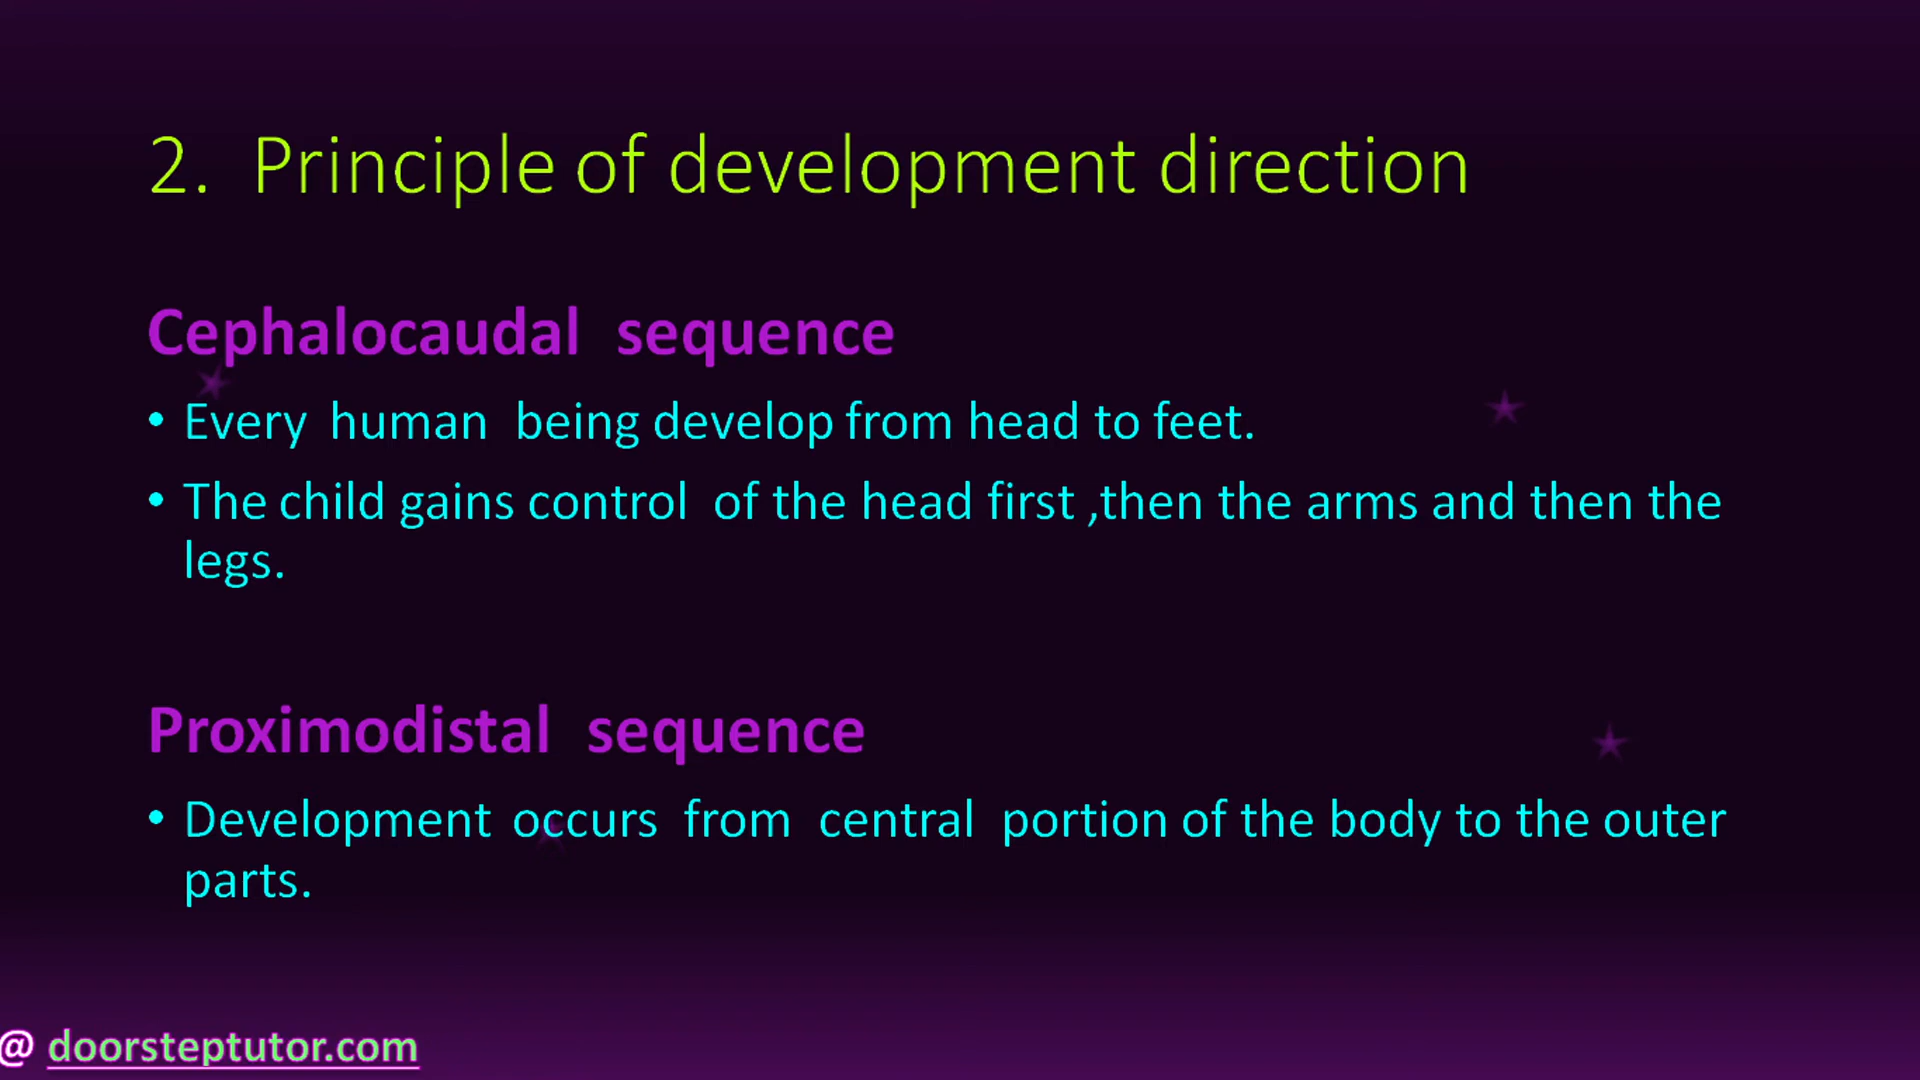 2. Principle of development direction
Cephalocaudal sequence
• Every human being develop from head to feet.
• The child gains control of the head first ,then the arms and then the
legs.
Proximodistal sequence
• Development occurs from central portion of the body to the outer
parts.
@ doorsteptutor.com